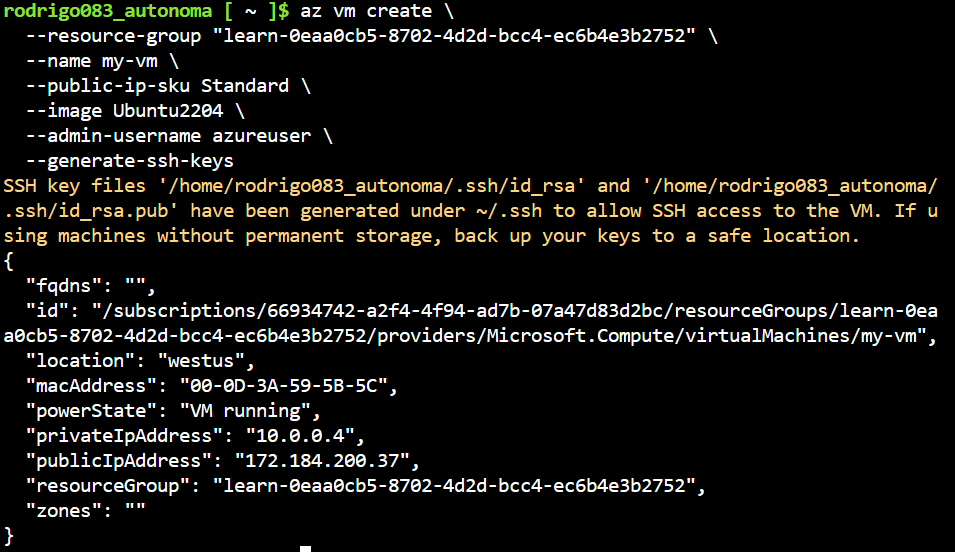 rodrigo083_autonoma [ ~ ]$ az vm create \
  --resource-group "learn-0eaa0cb5-8702-4d2d-bcc4-ec6b4e3b2752" \
  --name my-vm \
  --public-ip-sku Standard \
  --image Ubuntu2204 \
  --admin-username azureuser \
  --generate-ssh-keys
SSH key files '/home/rodrigo083_autonoma/.ssh/id_rsa' and '/home/rodrigo083_autonoma/
.ssh/id_rsa.pub' have been generated under ~/.ssh to allow SSH access to the VM. If u
sing machines without permanent storage, back up your keys to a safe location.
{
  "fqdns": "",
  "id": "/subscriptions/66934742-a2f4-4f94-ad7b-07a47d83d2bc/resourceGroups/learn-0ea
a0cb5-8702-4d2d-bcc4-ec6b4e3b2752/providers/Microsoft.Compute/virtualMachines/my-vm",
  "location": "westus",
  "macAddress": "00-0D-3A-59-5B-5C",
  "powerState": "VM running",
  "privateIpAddress": "10.0.0.4",
  "publicIpAddress": "172.184.200.37",
  "resourceGroup": "learn-0eaa0cb5-8702-4d2d-bcc4-ec6b4e3b2752",
  "zones": ""
}